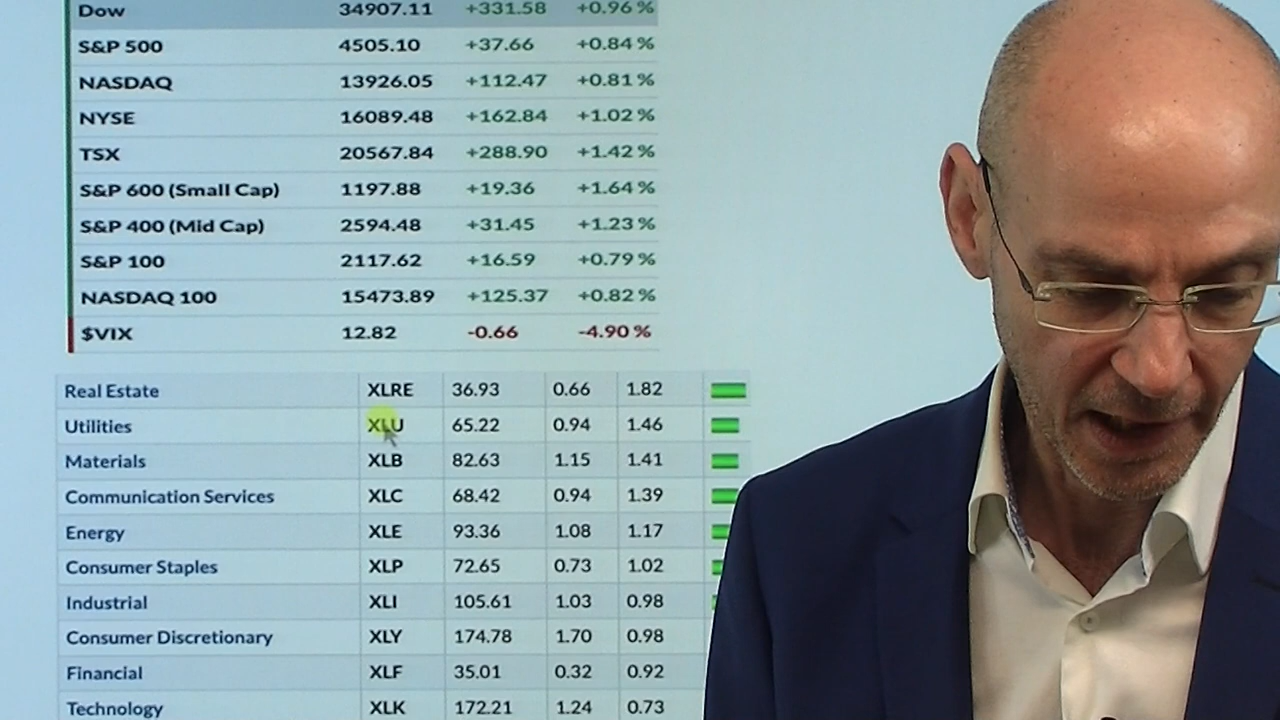 Dow 34907.11 +331.58 +0.96%
S&P 500 4505.10 +37.66 +0.84%
NASDAQ 13926.05 +112.47 +0.81%
NYSE 16089.48 +162.84 +1.02%
TSX 20567.84 +288.90 +1.42%
S&P 600 (Small Cap) 1197.88 +19.36 +1.64%
S&P 400 (Mid Cap) 2594.48 +31.45 +1.23%
S&P 100 2117.62 +16.59 +0.79%
NASDAQ 100 15473.89 +125.37 +0.82%
$VIX 12.82 -0.66 -4.90%
Real Estate XLRE 36.93 0.66 1.82
Utilities XLU 65.22 0.94 1.46
Materials XLB 82.63 1.15 1.41
Communication Services XLC 68.42 0.94 1.39
Energy XLE 93.36 1.08 1.17
Consumer Staples XLP 72.65 0.73 1.02
Industrial XLI 105.61 1.03 0.98
Consumer Discretionary XLY 174.78 1.70 0.98
Financial XLF 35.01 0.32 0.92
Technology XLK 172.21 1.24 0.73